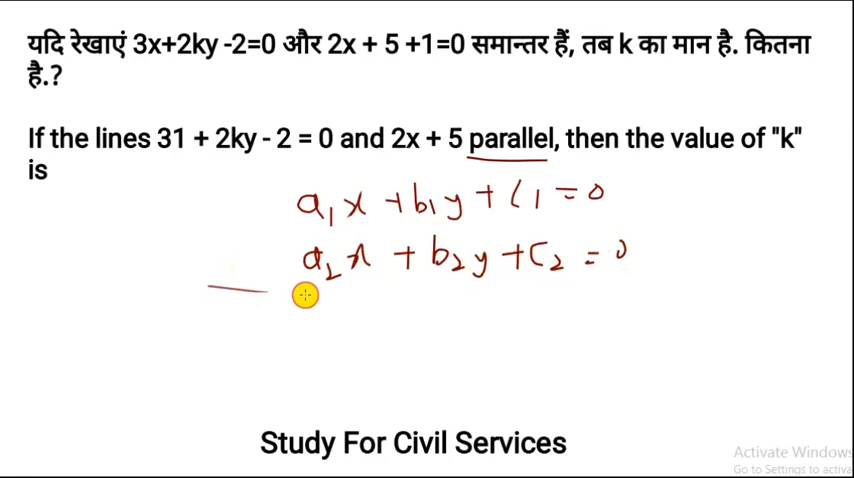 यदि रेखाएं 3x+2ky -2=0 और 2x + 5 +1=0 समान्तर हैं, तब k का मान है. कितना
है.?
If the lines 31 + 2ky - 2 = 0 and 2x + 5 parallel, then the value of "k"
is
a₁x + b₁y + c₁ = 0
a₂x + b₂y + c₂ = 0
Study For Civil Services
Activate Windows
Go to Settings to activa